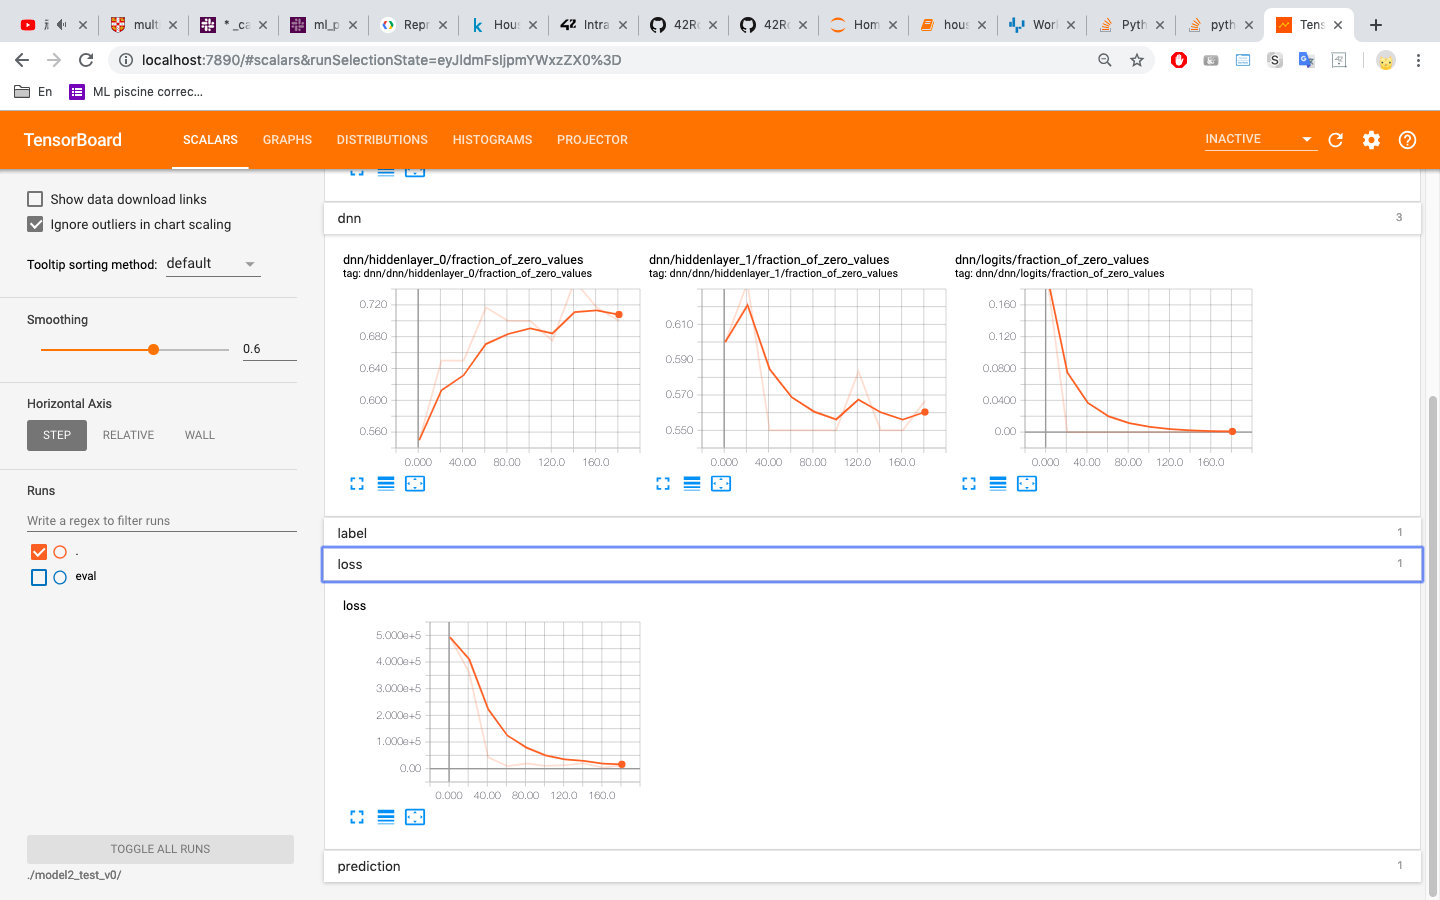 multi
* _ca
ml_p
Repr
Hous
Intra
42Ro
42Ro
Hom
hous
Worl
Pyth
pyth
Tens
localhost:7890/#scalars&runSelectionState=eyJldmFsIjpmYWxzZX0%3D
En
ML piscine correc...
TensorBoard
SCALARS
GRAPHS
DISTRIBUTIONS
HISTOGRAMS
PROJECTOR
INACTIVE
Show data download links
Ignore outliers in chart scaling
Tooltip sorting method: default
Smoothing
0.6
Horizontal Axis
STEP RELATIVE WALL
Runs
Write a regex to filter runs
.
eval
TOGGLE ALL RUNS
./model2_test_v0/
dnn 3
dnn/hiddenlayer_0/fraction_of_zero_values
tag: dnn/dnn/hiddenlayer_0/fraction_of_zero_values
0.720
0.680
0.640
0.600
0.560
0.000 40.00 80.00 120.0 160.0
dnn/hiddenlayer_1/fraction_of_zero_values
tag: dnn/dnn/hiddenlayer_1/fraction_of_zero_values
0.610
0.590
0.570
0.550
0.000 40.00 80.00 120.0 160.0
dnn/logits/fraction_of_zero_values
tag: dnn/dnn/logits/fraction_of_zero_values
0.160
0.120
0.0800
0.0400
0.00
0.000 40.00 80.00 120.0 160.0
label 1
loss 1
loss
5.000e+5
4.000e+5
3.000e+5
2.000e+5
1.000e+5
0.00
0.000 40.00 80.00 120.0 160.0
prediction 1